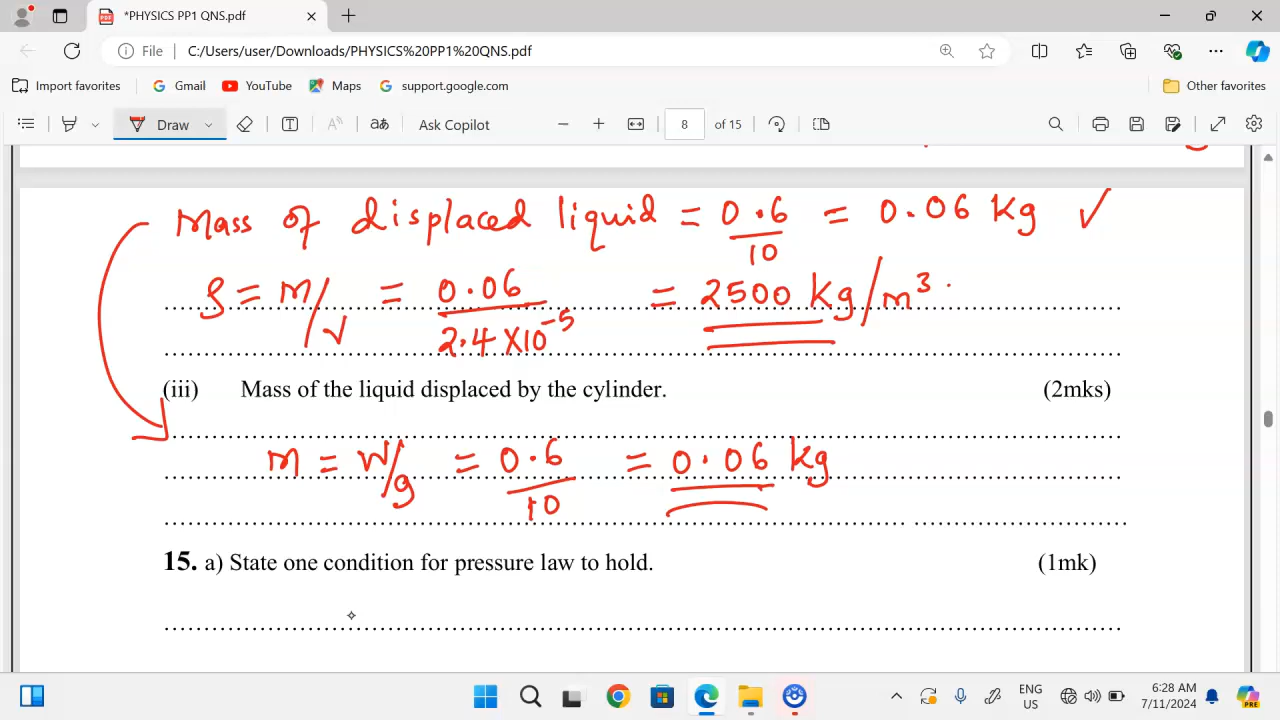 *PHYSICS PP1 QNS.pdf
File C:/Users/user/Downloads/PHYSICS%20PP1%20QNS.pdf
Import favorites Gmail YouTube Maps support.google.com Other favorites
Draw Ask Copilot 8 of 15
Mass of displaced liquid = 0.6/10 = 0.06 kg ✓
ρ = m/v = 0.06/2.4 X10⁻⁵ = 2500 kg/m³.
(iii) Mass of the liquid displaced by the cylinder. (2mks)
m = W/g = 0.6/10 = 0.06 kg
15. a) State one condition for pressure law to hold. (1mk)
ENG US 6:28 AM 7/11/2024